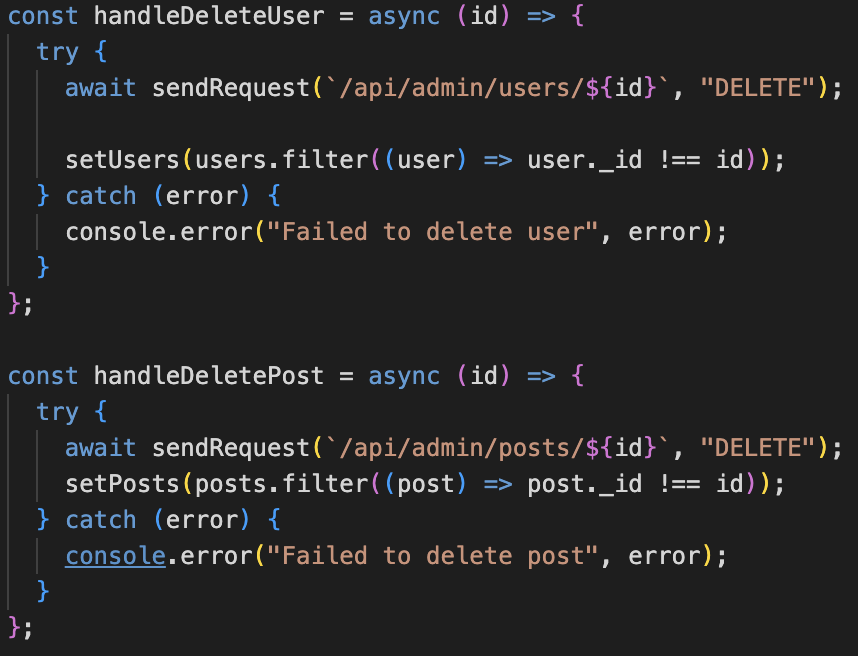 const handleDeleteUser = async (id) => {
  try {
    await sendRequest(`/api/admin/users/${id}`, "DELETE");

    setUsers(users.filter((user) => user._id !== id));
  } catch (error) {
    console.error("Failed to delete user", error);
  }
};

const handleDeletePost = async (id) => {
  try {
    await sendRequest(`/api/admin/posts/${id}`, "DELETE");
    setPosts(posts.filter((post) => post._id !== id));
  } catch (error) {
    console.error("Failed to delete post", error);
  }
};